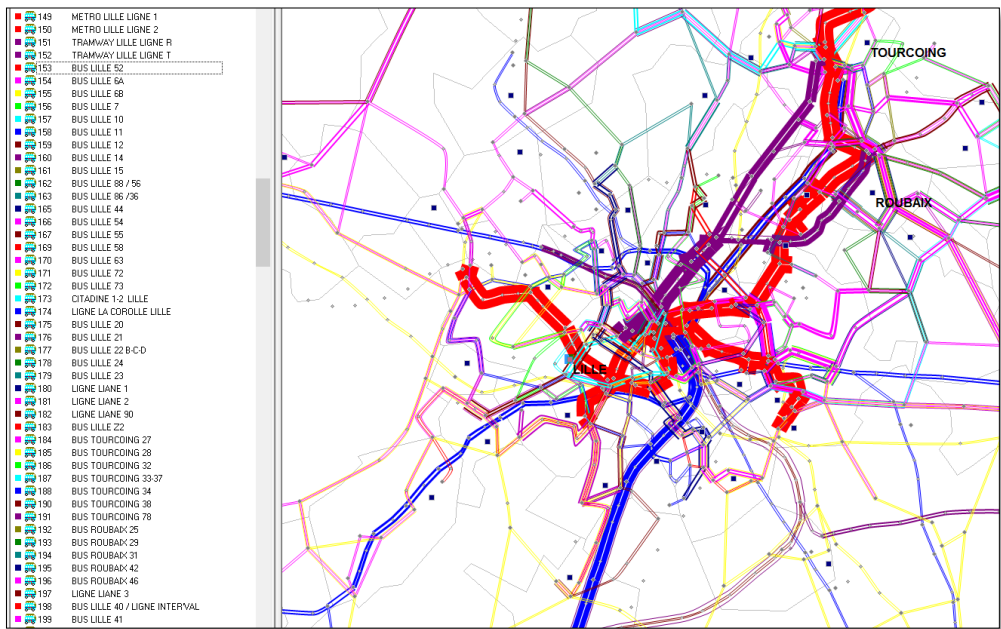 149 METRO LILLE LIGNE 1
150 METRO LILLE LIGNE 2
151 TRAMWAY LILLE LIGNE R
152 TRAMWAY LILLE LIGNE T
153 BUS LILLE 52
154 BUS LILLE 6A
155 BUS LILLE 6B
156 BUS LILLE 7
157 BUS LILLE 10
158 BUS LILLE 11
159 BUS LILLE 12
160 BUS LILLE 14
161 BUS LILLE 15
162 BUS LILLE 88 / 56
163 BUS LILLE 86 /36
165 BUS LILLE 44
166 BUS LILLE 54
167 BUS LILLE 55
169 BUS LILLE 58
170 BUS LILLE 63
171 BUS LILLE 72
172 BUS LILLE 73
173 CITADINE 1-2 LILLE
174 LIGNE LA COROLLE LILLE
175 BUS LILLE 20
176 BUS LILLE 21
177 BUS LILLE 22 B-C-D
178 BUS LILLE 24
179 BUS LILLE 23
180 LIGNE LIANE 1
181 LIGNE LIANE 2
182 LIGNE LIANE 90
183 BUS LILLE Z2
184 BUS TOURCOING 27
185 BUS TOURCOING 28
186 BUS TOURCOING 32
187 BUS TOURCOING 33-37
188 BUS TOURCOING 34
190 BUS TOURCOING 38
191 BUS TOURCOING 78
192 BUS ROUBAIX 25
193 BUS ROUBAIX 29
194 BUS ROUBAIX 31
195 BUS ROUBAIX 42
196 BUS ROUBAIX 46
197 LIGNE LIANE 3
198 BUS LILLE 40 / LIGNE INTER'VAL
199 BUS LILLE 41
TOURCOING
ROUBAIX
LILLE